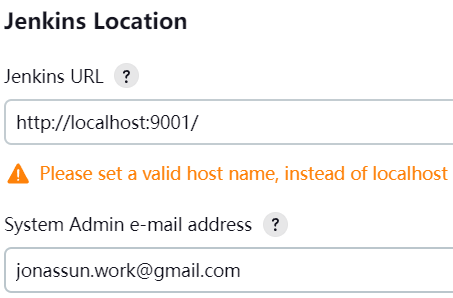 Jenkins Location
Jenkins URL ?
http://localhost:9001/
Please set a valid host name, instead of localhost
System Admin e-mail address ?
jonassun.work@gmail.com